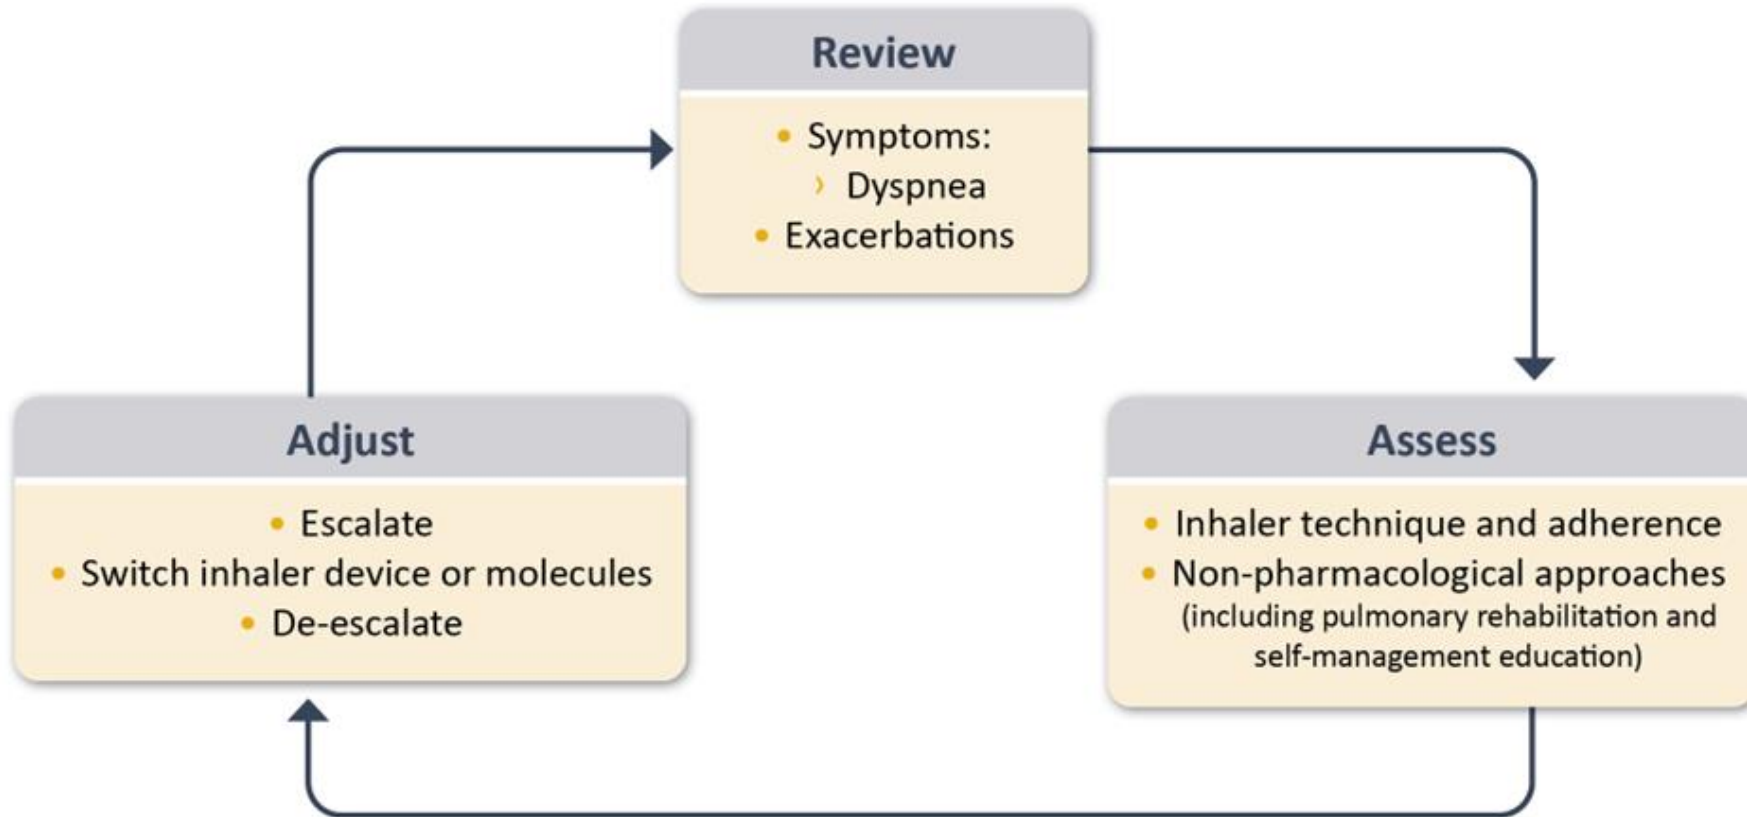 Review
• Symptoms:
› Dyspnea
• Exacerbations
Adjust
• Escalate
• Switch inhaler device or molecules
• De-escalate
Assess
• Inhaler technique and adherence
• Non-pharmacological approaches
(including pulmonary rehabilitation and
self-management education)